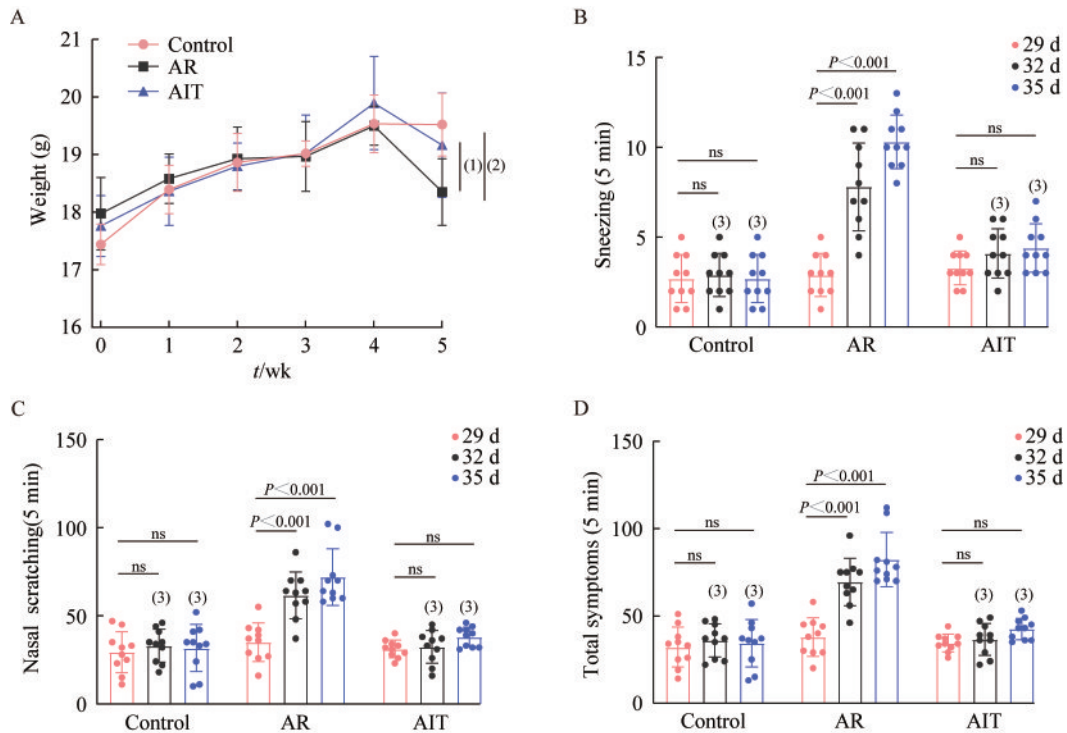 A
Control
AR
AIT
Weight (g)
21
20
19
18
17
16
0 1 2 3 4 5
t/wk
(1)
(2)
B
29 d
32 d
35 d
Sneezing (5 min)
15
10
5
0
P<0.001
P<0.001
ns
ns
(3)
(3)
ns
ns
(3)
(3)
Control AR AIT
C
29 d
32 d
35 d
Nasal scratching(5 min)
150
100
50
0
P<0.001
P<0.001
ns
ns
(3)
(3)
ns
ns
(3)
(3)
Control AR AIT
D
29 d
32 d
35 d
Total symptoms (5 min)
150
100
50
0
P<0.001
P<0.001
ns
ns
(3)
(3)
ns
ns
(3)
(3)
Control AR AIT